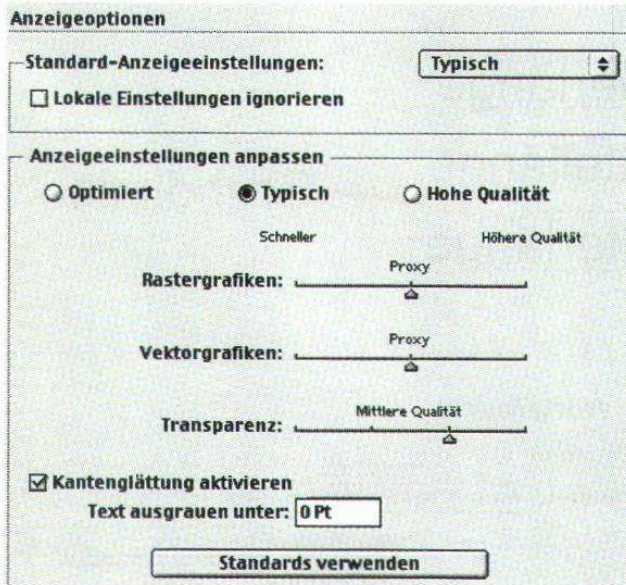 Anzeigeoptionen
Standard-Anzeigeeinstellungen: Typisch
Lokale Einstellungen ignorieren
Anzeigeeinstellungen anpassen
Optimiert Typisch Hohe Qualität
Schneller Höhere Qualität
Proxy
Rastergrafiken:
Proxy
Vektorgrafiken:
Mittlere Qualität
Transparenz:
Kantenglättung aktivieren
Text ausgrauen unter: 0 Pt
Standards verwenden